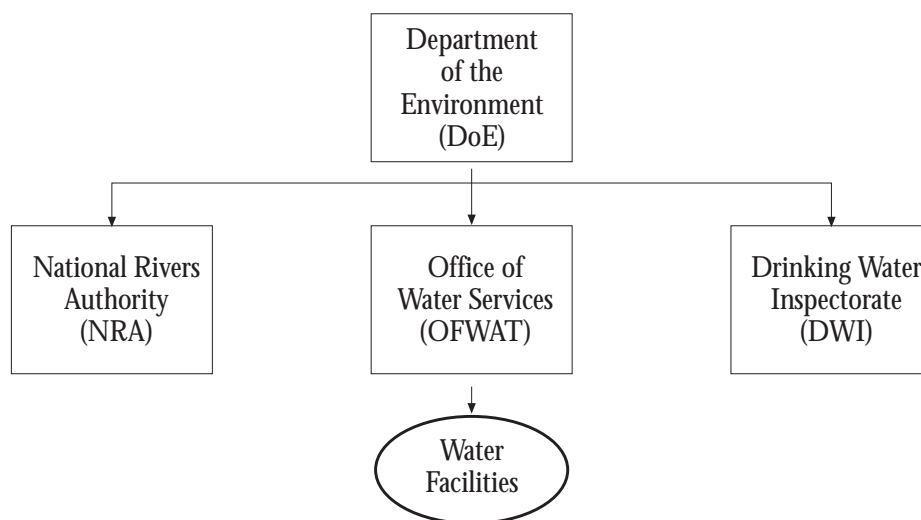 Department
of the
Environment
(DoE)
National Rivers
Authority
(NRA)
Office of
Water Services
(OFWAT)
Drinking Water
Inspectorate
(DWI)
Water
Facilities